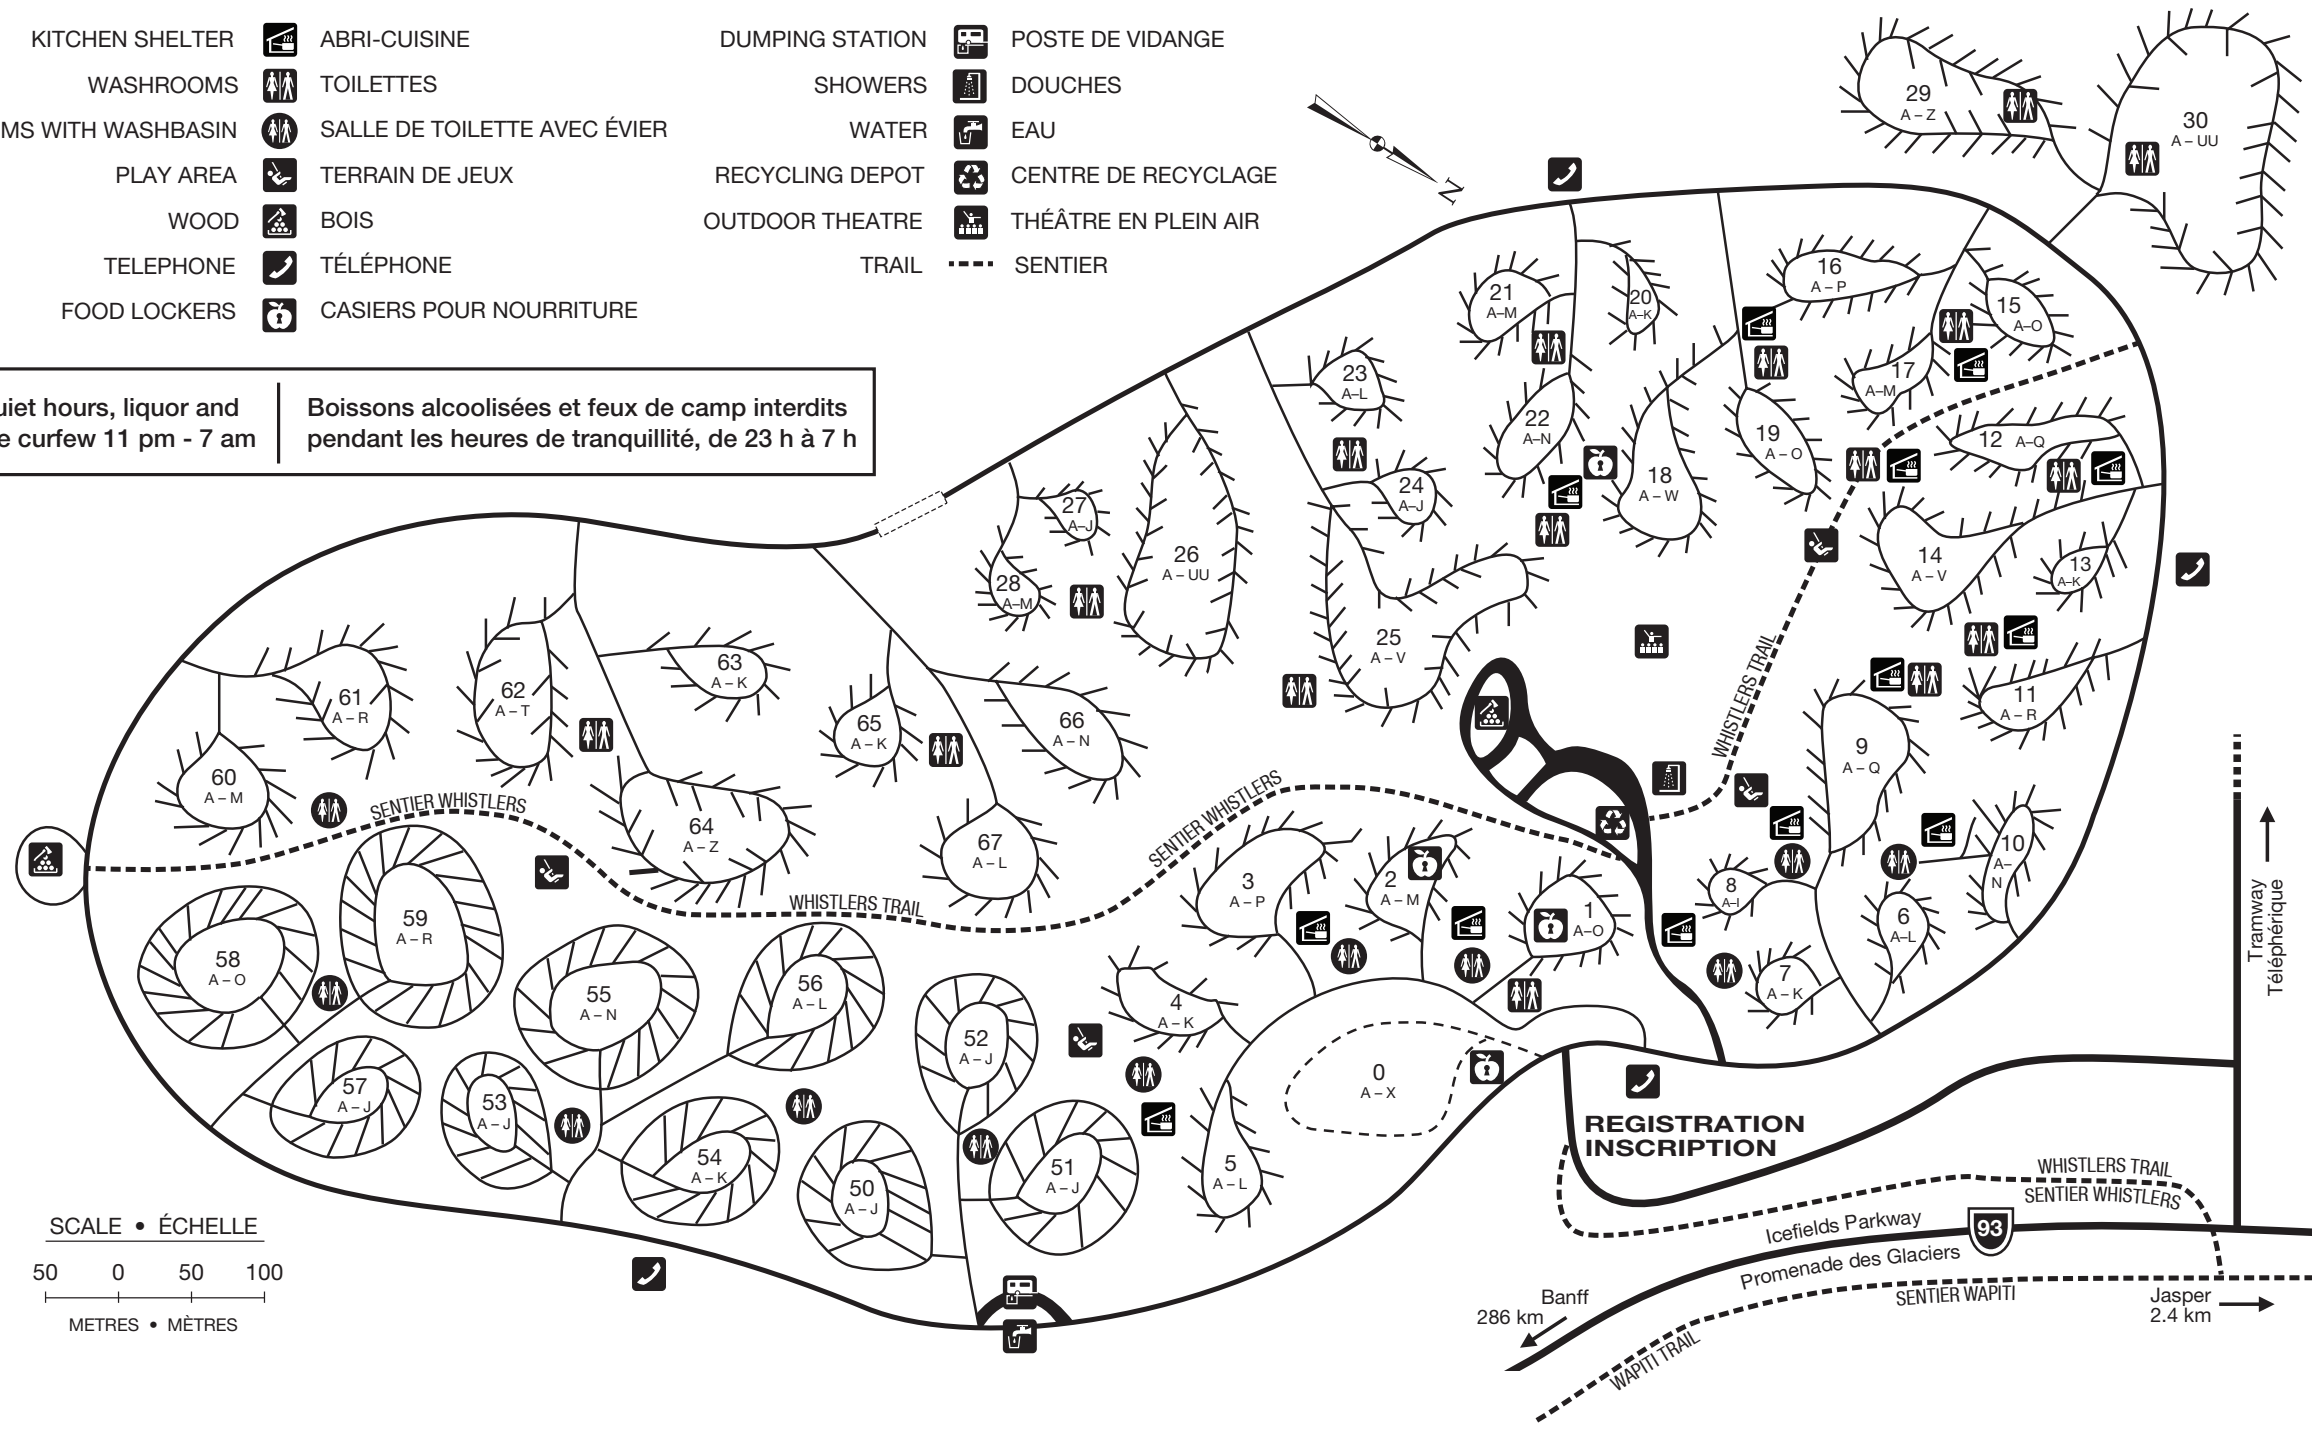 KITCHEN SHELTER ABRI-CUISINE
WASHROOMS TOILETTES
MS WITH WASHBASIN SALLE DE TOILETTE AVEC ÉVIER
PLAY AREA TERRAIN DE JEUX
WOOD BOIS
TELEPHONE TÉLÉPHONE
FOOD LOCKERS CASIERS POUR NOURRITURE
DUMPING STATION POSTE DE VIDANGE
SHOWERS DOUCHES
WATER EAU
RECYCLING DEPOT CENTRE DE RECYCLAGE
OUTDOOR THEATRE THÉÂTRE EN PLEIN AIR
TRAIL SENTIER
uiet hours, liquor and
e curfew 11 pm - 7 am
Boissons alcoolisées et feux de camp interdits
pendant les heures de tranquillité, de 23 h à 7 h
N
29
A – Z
30
A – UU
21
A–M
20
A–K
16
A – P
15
A–O
23
A–L
22
A–N
17
A–M
19
A – O
12 A–Q
24
A–J
18
A – W
27
A–J
28
A–M
26
A – UU
14
A – V
13
A–K
25
A – V
11
A – R
WHISTLERS TRAIL
63
A – K
61
A – R
62
A – T
65
A – K
66
A – N
9
A – Q
60
A – M
SENTIER WHISTLERS
64
A – Z
67
A – L
SENTIER WHISTLERS
WHISTLERS TRAIL
3
A – P
2
A – M
1
A–O
8
A–I
10
A–
N
6
A–L
7
A – K
59
A – R
58
A – O
55
A – N
56
A – L
52
A – J
4
A – K
0
A – X
57
A – J
53
A – J
54
A – K
50
A – J
51
A – J
5
A – L
Tramway
Téléphérique
REGISTRATION
INSCRIPTION
WHISTLERS TRAIL
SENTIER WHISTLERS
Icefields Parkway
93
Promenade des Glaciers
SENTIER WAPITI
WAPITI TRAIL
Banff
286 km
Jasper
2.4 km
SCALE • ÉCHELLE
50 0 50 100
METRES • MÈTRES